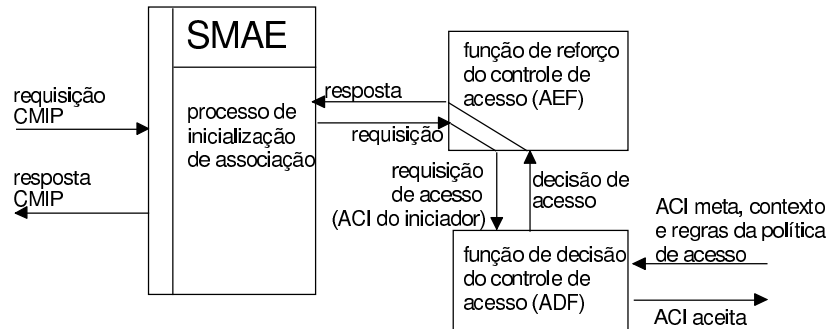 SMAE
processo de
inicialização
de associação
requisição
CMIP
resposta
CMIP
resposta
requisição
função de reforço
do controle de
acesso (AEF)
requisição
de acesso
(ACI do iniciador)
decisão de
acesso
função de decisão
do controle de
acesso (ADF)
ACI meta, contexto
e regras da política
de acesso
ACI aceita